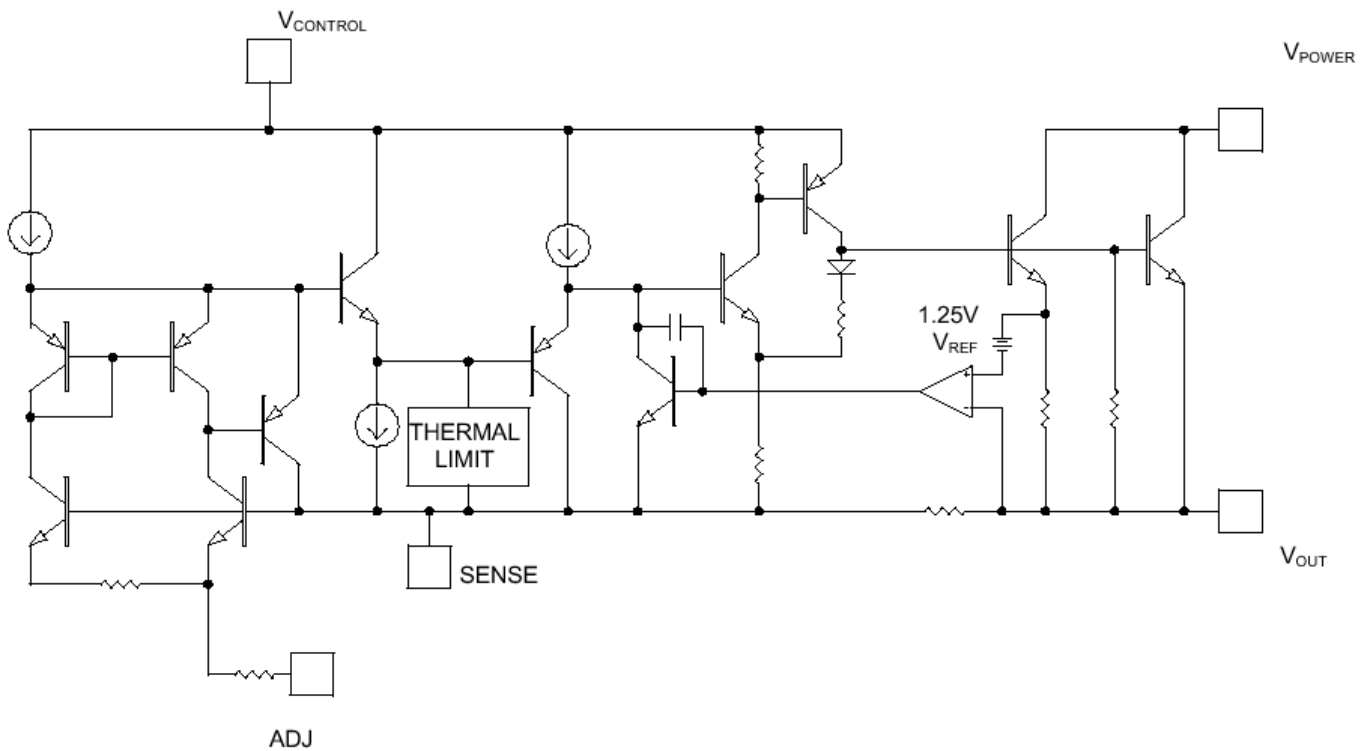 VCONTROL
VPOWER
1.25V
VREF
+
-
THERMAL
LIMIT
SENSE
VOUT
ADJ